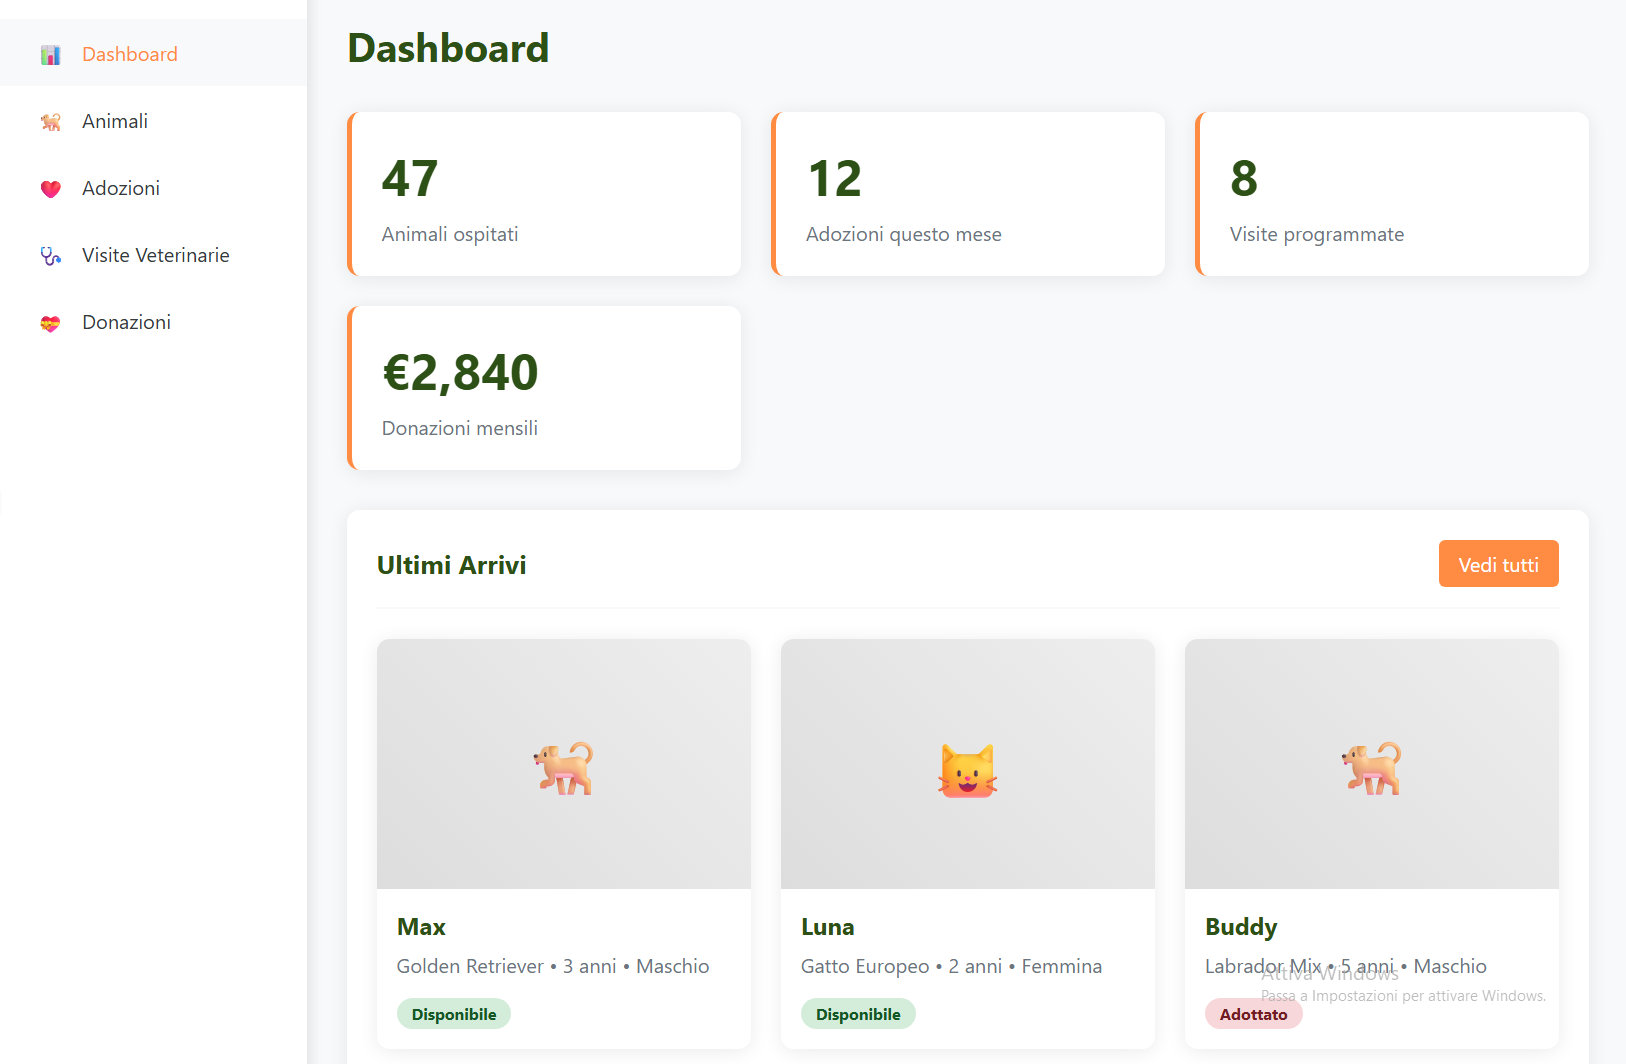 Dashboard
Animali
Adozioni
Visite Veterinarie
Donazioni
Dashboard
47
Animali ospitati
12
Adozioni questo mese
8
Visite programmate
€2,840
Donazioni mensili
Ultimi Arrivi
Vedi tutti
Max
Golden Retriever • 3 anni • Maschio
Disponibile
Luna
Gatto Europeo • 2 anni • Femmina
Disponibile
Buddy
Labrador Mix • 5 anni • Maschio
Adottato
Attiva Windows
Passa a Impostazioni per attivare Windows.